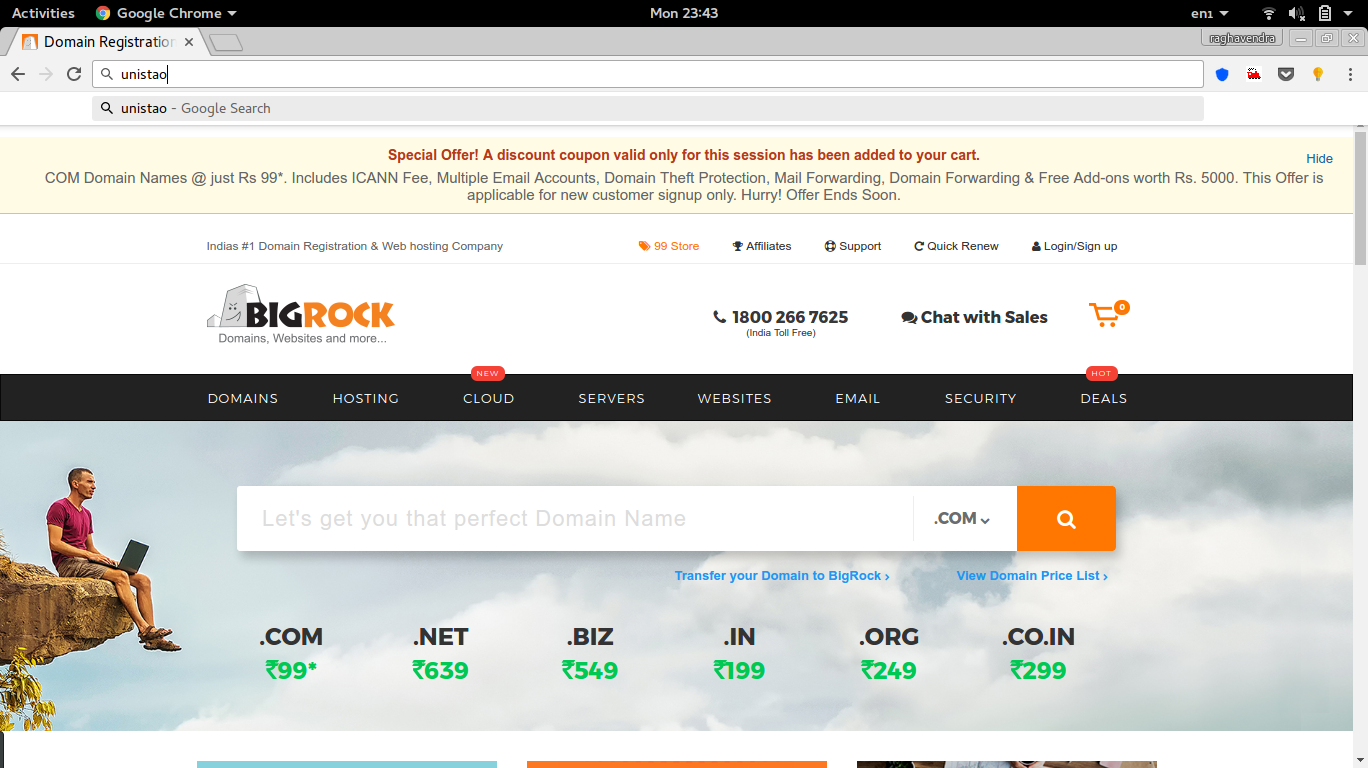 Activities Google Chrome Mon 23:43 en1
Domain Registration raghavendra
unistao
unistao - Google Search
Special Offer! A discount coupon valid only for this session has been added to your cart.
Hide
COM Domain Names @ just Rs 99*. Includes ICANN Fee, Multiple Email Accounts, Domain Theft Protection, Mail Forwarding, Domain Forwarding & Free Add-ons worth Rs. 5000. This Offer is
applicable for new customer signup only. Hurry! Offer Ends Soon.
Indias #1 Domain Registration & Web hosting Company 99 Store Affiliates Support Quick Renew Login/Sign up
BIGROCK
Domains, Websites and more...
1800 266 7625
(India Toll Free)
Chat with Sales
0
NEW HOT
DOMAINS HOSTING CLOUD SERVERS WEBSITES EMAIL SECURITY DEALS
Let's get you that perfect Domain Name .COM
Transfer your Domain to BigRock › View Domain Price List ›
.COM .NET .BIZ .IN .ORG .CO.IN
₹99* ₹639 ₹549 ₹199 ₹249 ₹299